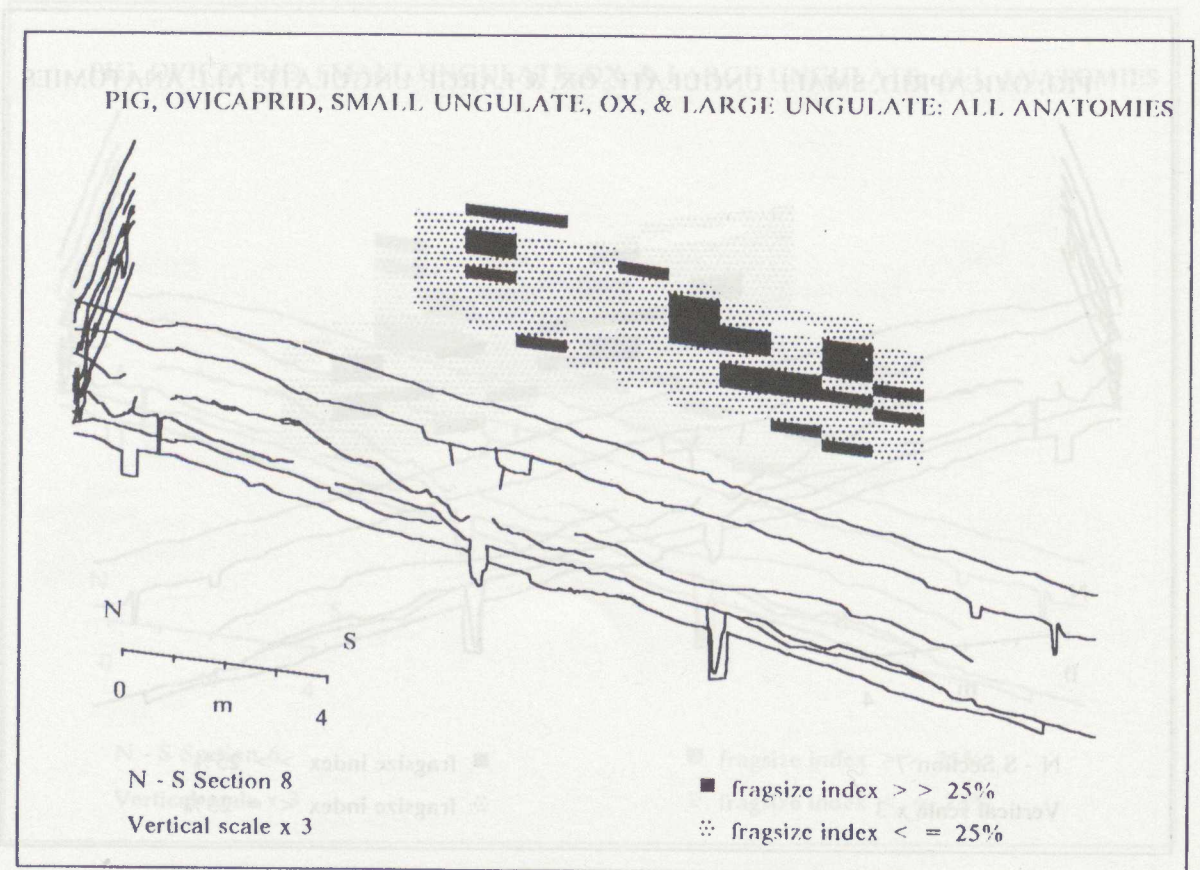 PIG, OVICAPRID, SMALL UNGULATE, OX, & LARGE UNGULATE: ALL ANATOMIES
N
S
0
m
4
N - S Section 8
Vertical scale x 3
fragsize index > > 25%
fragsize index < = 25%